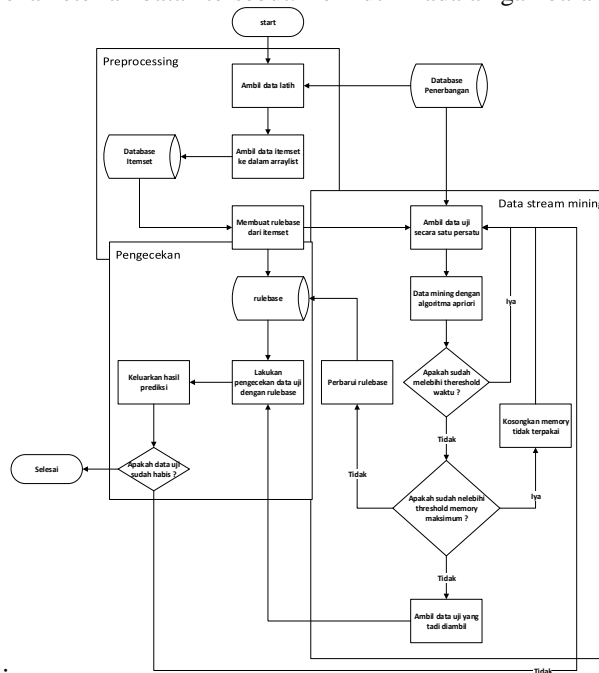 start
Preprocessing
Ambil data latih
Database
Penerbangan
Database
Itemset
Ambil data itemset
ke dalam arraylist
Membuat rulebase
dari itemset
Ambil data uji
secara satu persatu
Data stream mining
Pengecekan
rulebase
Data mining dengan
algoritma apriori
Iya
Keluarkan hasil
prediksi
Lakukan
pengecekan data uji
dengan rulebase
Perbarui rulebase
Apakah sudah
melebihi thereshold
waktu ?
Kosongkan memory
tidak terpakai
Tidak
Selesai
Apakah data uji
sudah habis ?
Tidak
Apakah sudah nelebihi
threshold memory
maksimum ?
Iya
Tidak
Ambil data uji yang
tadi diambil
.
Tidak